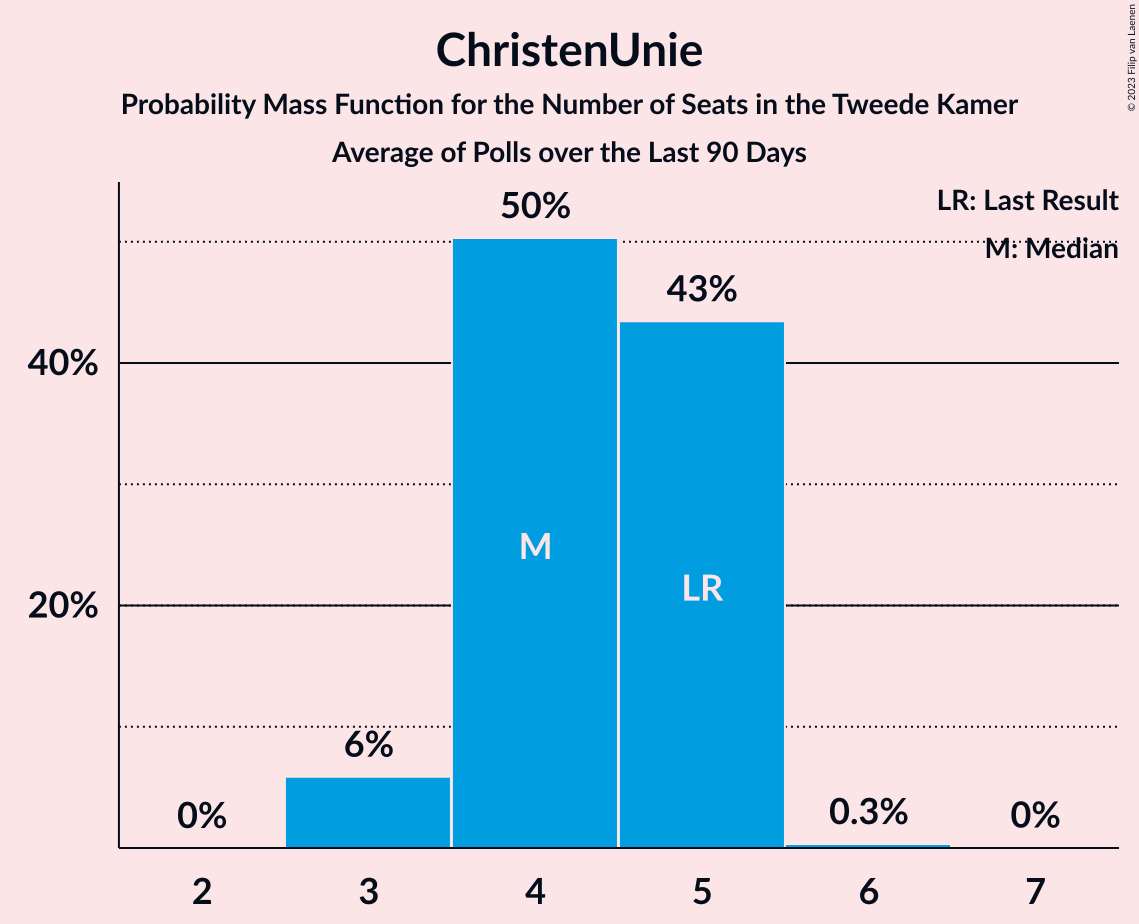 ChristenUnie
Probability Mass Function for the Number of Seats in the Tweede Kamer
Average of Polls over the Last 90 Days
© 2023 Filip van Laenen
LR: Last Result
M: Median
50%
43%
40%
M
LR
20%
6%
0%
0.3%
0%
2 3 4 5 6 7